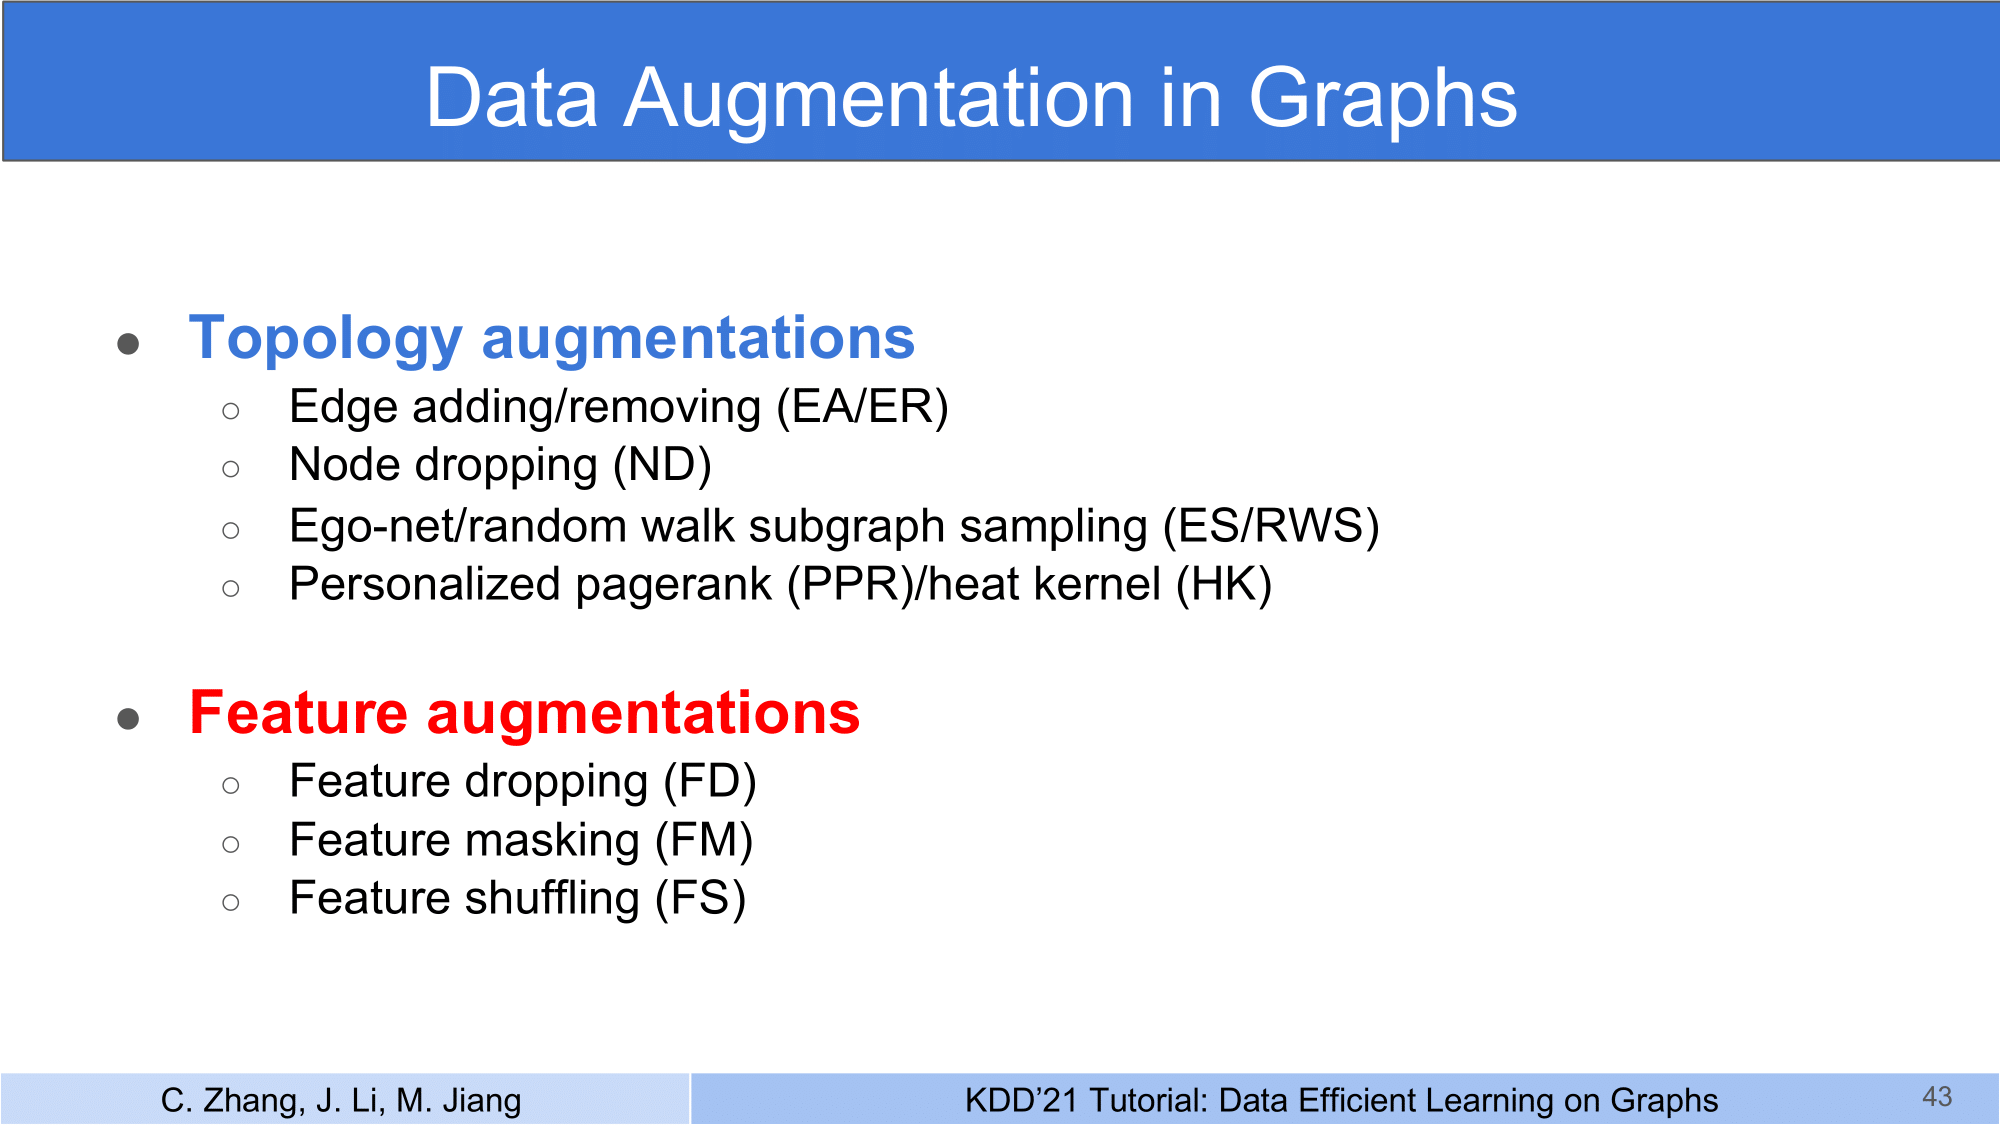 Data Augmentation in Graphs
● Topology augmentations
○ Edge adding/removing (EA/ER)
○ Node dropping (ND)
○ Ego-net/random walk subgraph sampling (ES/RWS)
○ Personalized pagerank (PPR)/heat kernel (HK)
● Feature augmentations
○ Feature dropping (FD)
○ Feature masking (FM)
○ Feature shuffling (FS)
C. Zhang, J. Li, M. Jiang
KDD’21 Tutorial: Data Efficient Learning on Graphs
43